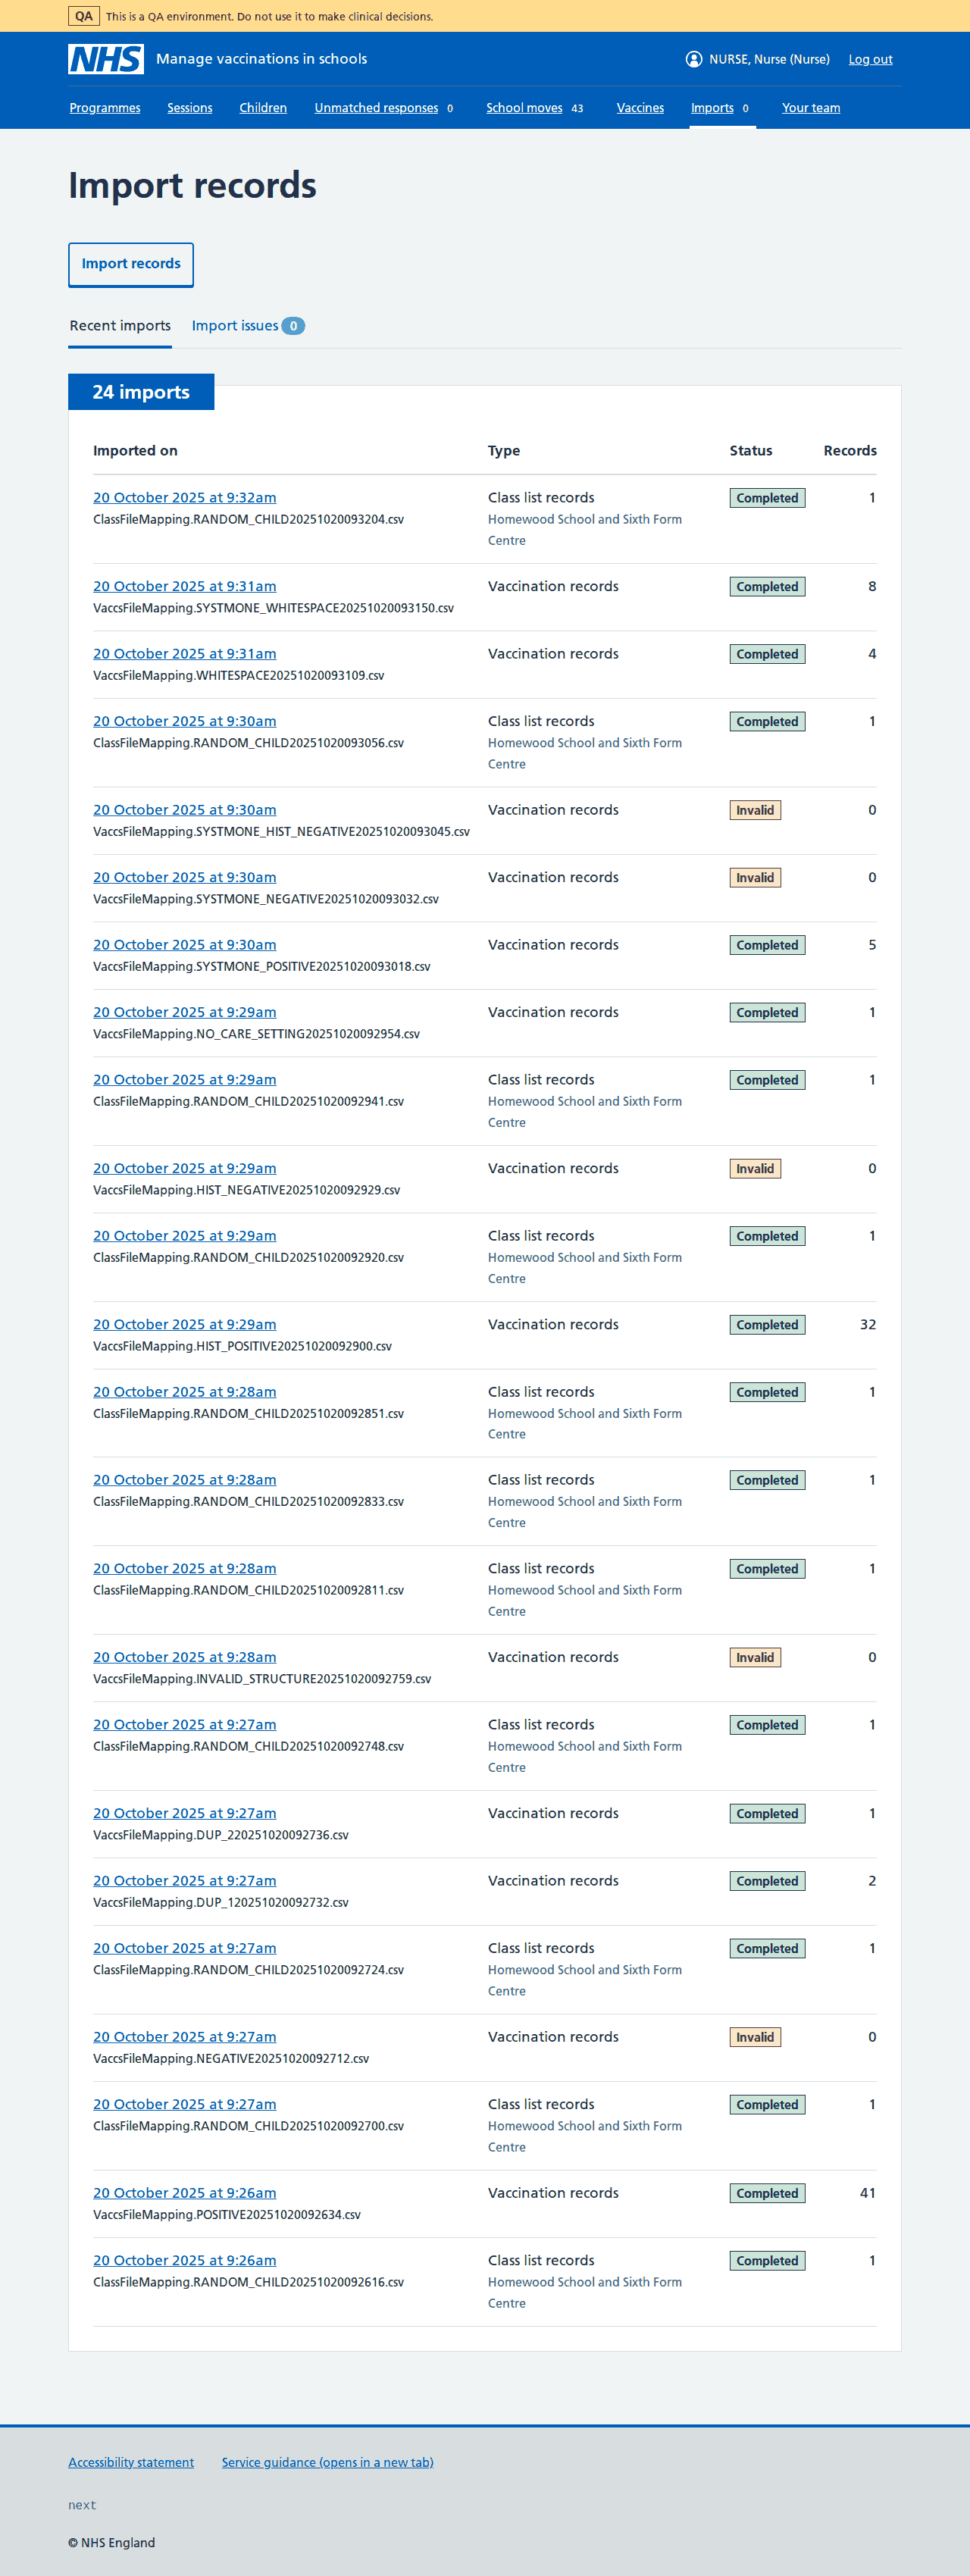 QA This is a QA environment. Do not use it to make clinical decisions.
NHS Manage vaccinations in schools NURSE, Nurse (Nurse) Log out
Programmes Sessions Children Unmatched responses 0 School moves 43 Vaccines Imports 0 Your team
Import records
Import records
Recent imports Import issues 0
24 imports
Imported on Type Status Records
20 October 2025 at 9:32am Class list records Completed 1
ClassFileMapping.RANDOM_CHILD20251020093204.csv Homewood School and Sixth Form
Centre
20 October 2025 at 9:31am Vaccination records Completed 8
VaccsFileMapping.SYSTMONE_WHITESPACE20251020093150.csv
20 October 2025 at 9:31am Vaccination records Completed 4
VaccsFileMapping.WHITESPACE20251020093109.csv
20 October 2025 at 9:30am Class list records Completed 1
ClassFileMapping.RANDOM_CHILD20251020093056.csv Homewood School and Sixth Form
Centre
20 October 2025 at 9:30am Vaccination records Invalid 0
VaccsFileMapping.SYSTMONE_HIST_NEGATIVE20251020093045.csv
20 October 2025 at 9:30am Vaccination records Invalid 0
VaccsFileMapping.SYSTMONE_NEGATIVE20251020093032.csv
20 October 2025 at 9:30am Vaccination records Completed 5
VaccsFileMapping.SYSTMONE_POSITIVE20251020093018.csv
20 October 2025 at 9:29am Vaccination records Completed 1
VaccsFileMapping.NO_CARE_SETTING20251020092954.csv
20 October 2025 at 9:29am Class list records Completed 1
ClassFileMapping.RANDOM_CHILD20251020092941.csv Homewood School and Sixth Form
Centre
20 October 2025 at 9:29am Vaccination records Invalid 0
VaccsFileMapping.HIST_NEGATIVE20251020092929.csv
20 October 2025 at 9:29am Class list records Completed 1
ClassFileMapping.RANDOM_CHILD20251020092920.csv Homewood School and Sixth Form
Centre
20 October 2025 at 9:29am Vaccination records Completed 32
VaccsFileMapping.HIST_POSITIVE20251020092900.csv
20 October 2025 at 9:28am Class list records Completed 1
ClassFileMapping.RANDOM_CHILD20251020092851.csv Homewood School and Sixth Form
Centre
20 October 2025 at 9:28am Class list records Completed 1
ClassFileMapping.RANDOM_CHILD20251020092833.csv Homewood School and Sixth Form
Centre
20 October 2025 at 9:28am Class list records Completed 1
ClassFileMapping.RANDOM_CHILD20251020092811.csv Homewood School and Sixth Form
Centre
20 October 2025 at 9:28am Vaccination records Invalid 0
VaccsFileMapping.INVALID_STRUCTURE20251020092759.csv
20 October 2025 at 9:27am Class list records Completed 1
ClassFileMapping.RANDOM_CHILD20251020092748.csv Homewood School and Sixth Form
Centre
20 October 2025 at 9:27am Vaccination records Completed 1
VaccsFileMapping.DUP_220251020092736.csv
20 October 2025 at 9:27am Vaccination records Completed 2
VaccsFileMapping.DUP_120251020092732.csv
20 October 2025 at 9:27am Class list records Completed 1
ClassFileMapping.RANDOM_CHILD20251020092724.csv Homewood School and Sixth Form
Centre
20 October 2025 at 9:27am Vaccination records Invalid 0
VaccsFileMapping.NEGATIVE20251020092712.csv
20 October 2025 at 9:27am Class list records Completed 1
ClassFileMapping.RANDOM_CHILD20251020092700.csv Homewood School and Sixth Form
Centre
20 October 2025 at 9:26am Vaccination records Completed 41
VaccsFileMapping.POSITIVE20251020092634.csv
20 October 2025 at 9:26am Class list records Completed 1
ClassFileMapping.RANDOM_CHILD20251020092616.csv Homewood School and Sixth Form
Centre
Accessibility statement Service guidance (opens in a new tab)
next
© NHS England